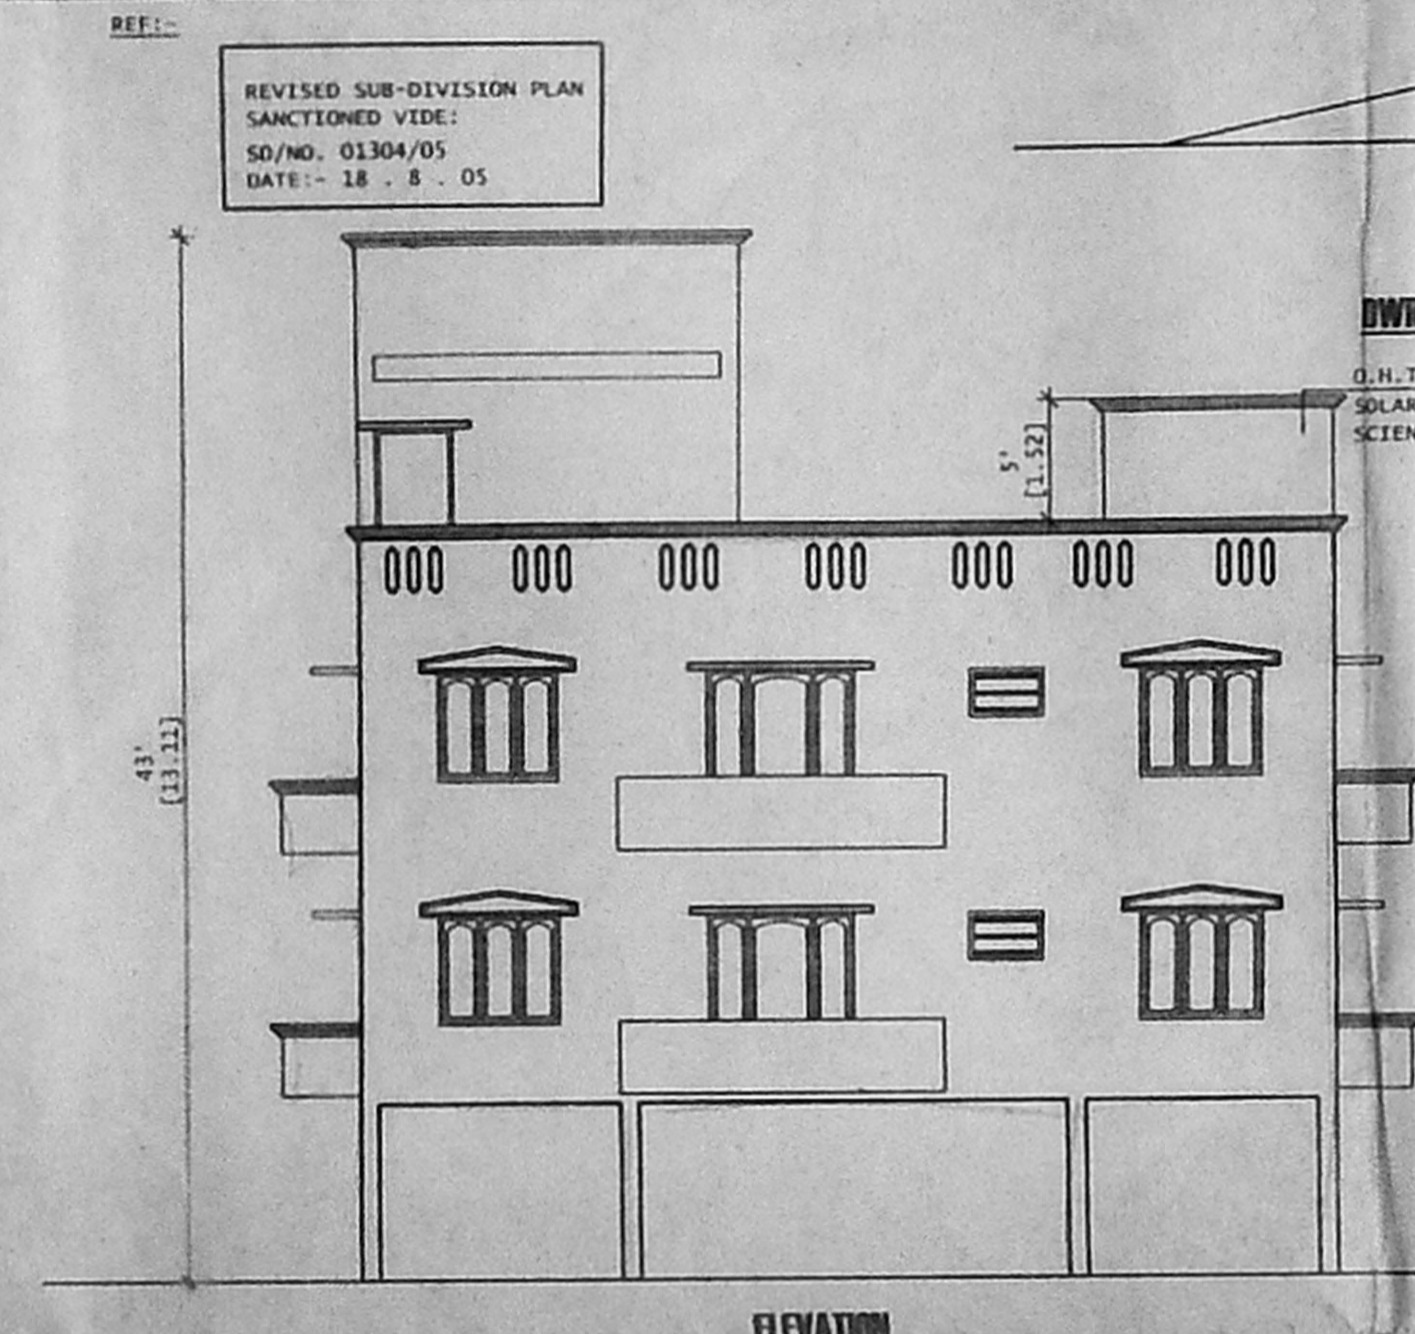 REF:-
REVISED SUB-DIVISION PLAN
SANCTIONED VIDE:
SD/NO. 01304/05
DATE:- 18 . 8 . 05
O.H.T
SOLAR
5'
[1.52]
43'
[13.11]
ELEVATION